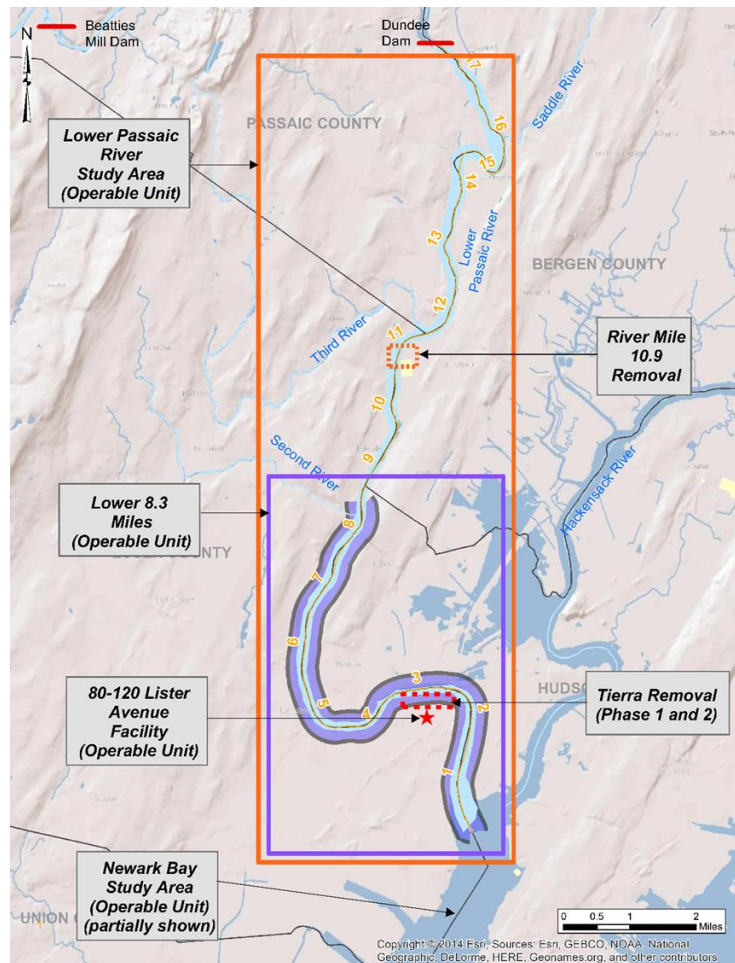 Beatties
Mill Dam
Dundee
Dam
N
17
Saddle River
PASSAIC COUNTY
16
Lower Passaic
River
Study Area
(Operable Unit)
15
14
13
Lower
Passaic River
BERGEN COUNTY
12
11
Third River
River Mile
10.9
Removal
10
9
Second River
Hackensack River
Lower 8.3
Miles
(Operable Unit)
COUNTY
8
7
6
3
HUDSO
80-120 Lister
Avenue
Facility
(Operable Unit)
5
4
2
Tierra Removal
(Phase 1 and 2)
1
Newark Bay
Study Area
(Operable Unit)
(partially shown)
UNION
0 0.5 1 2
Miles
Copyright:© 2014 Esri, Sources: Esri, GEBCO, NOAA, National
Geographic, DeLorme, HERE, Geonames.org, and other contributors